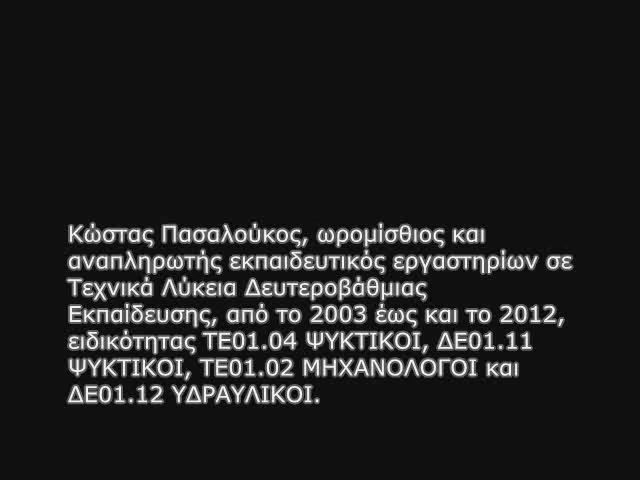 Κώστας Πασαλούκος, ωρομίσθιος και
αναπληρωτής εκπαιδευτικός εργαστηρίων σε
Τεχνικά Λύκεια Δευτεροβάθμιας
Εκπαίδευσης, από το 2003 έως και το 2012,
ειδικότητας ΤΕ01.04 ΨΥΚΤΙΚΟΙ, ΔΕ01.11
ΨΥΚΤΙΚΟΙ, ΤΕ01.02 ΜΗΧΑΝΟΛΟΓΟΙ και
ΔΕ01.12 ΥΔΡΑΥΛΙΚΟΙ.